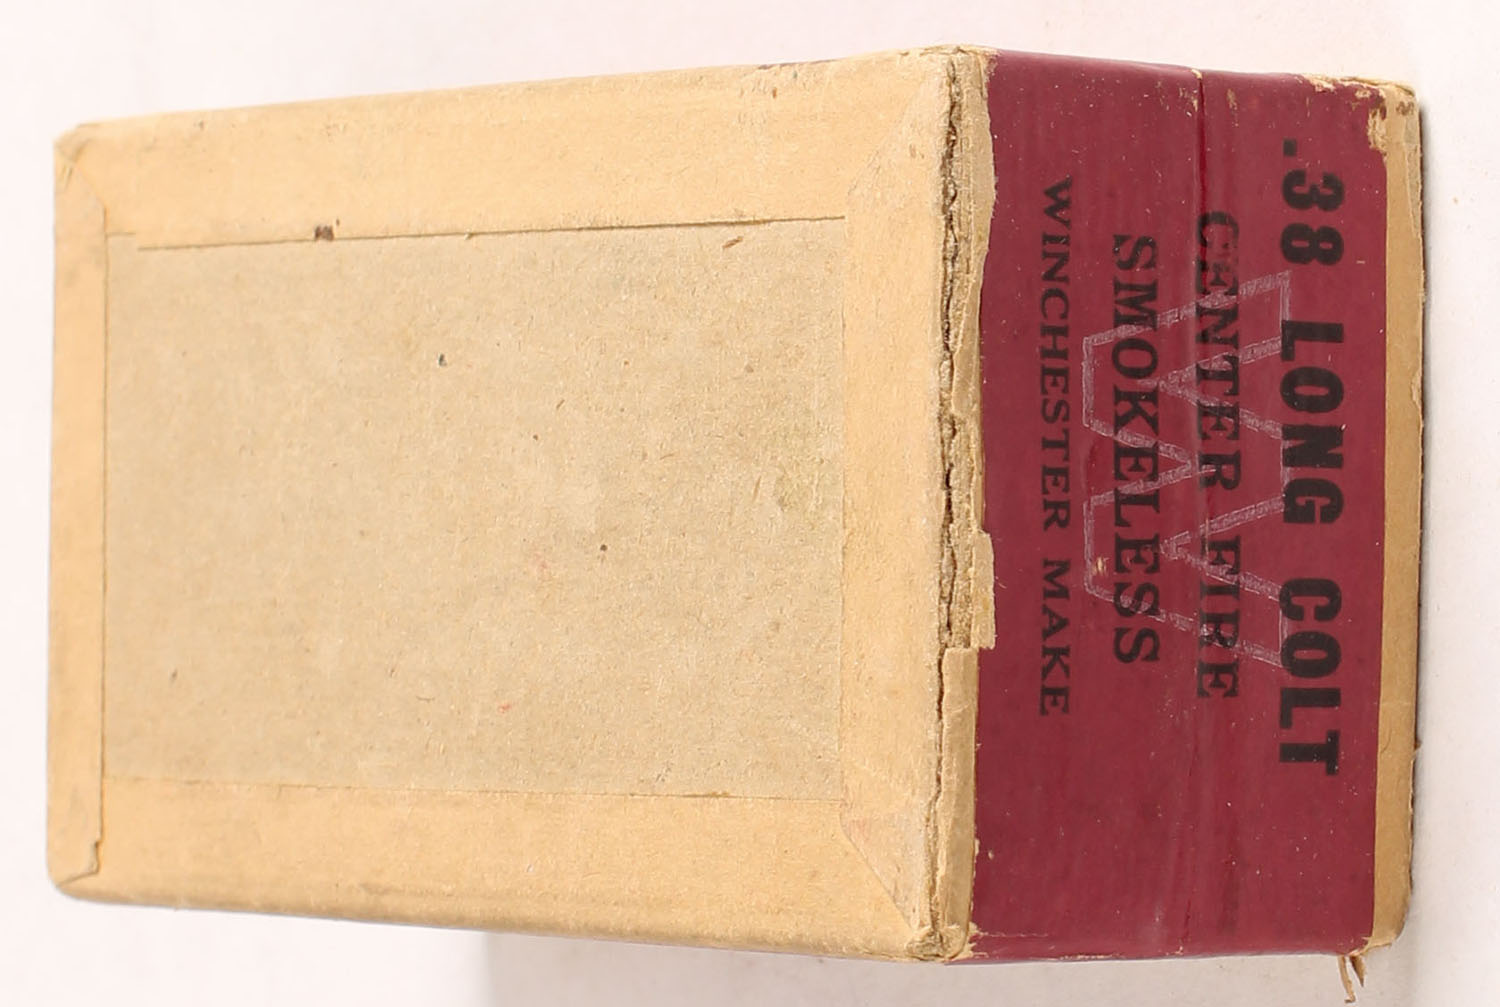 .38 LONG COLT
CENTER FIRE
SMOKELESS
WINCHESTER MAKE
W